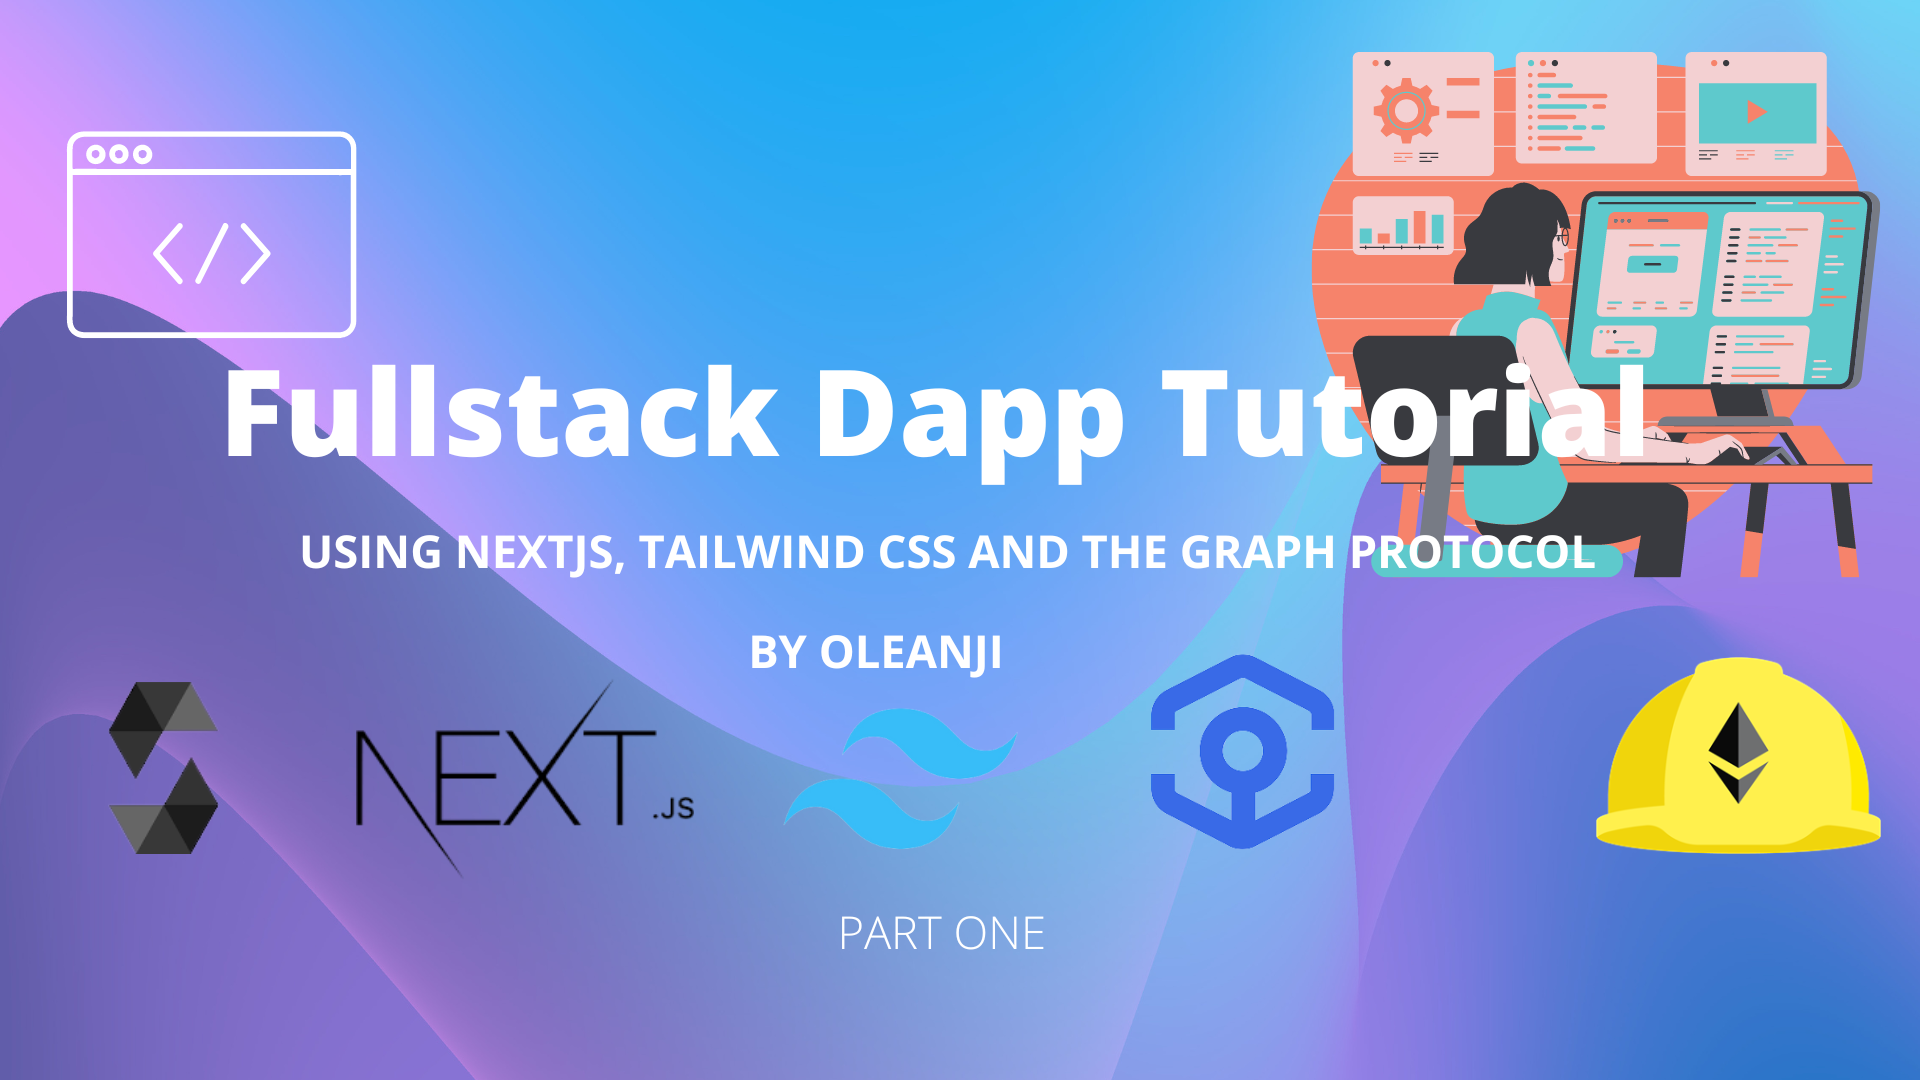 </>
Fullstack Dapp Tutorial
USING NEXTJS, TAILWIND CSS AND THE GRAPH PROTOCOL
BY OLEANJI
NEXT.JS
PART ONE